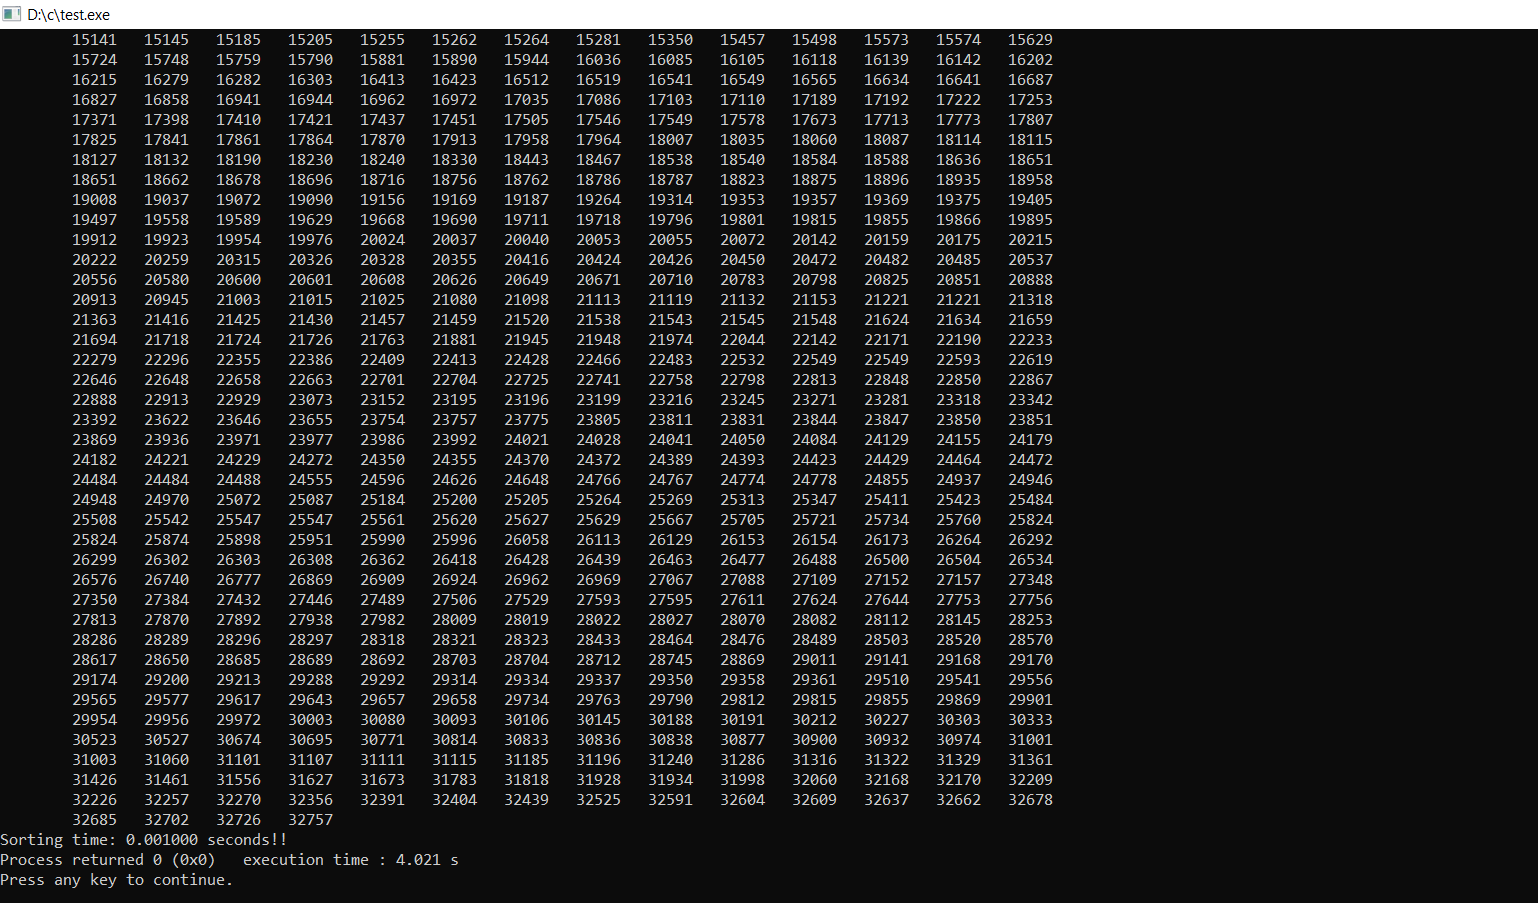 D:\c\test.exe
15141 15145 15185 15205 15255 15262 15264 15281 15350 15457 15498 15573 15574 15629
15724 15748 15759 15790 15881 15890 15944 16036 16085 16105 16118 16139 16142 16202
16215 16279 16282 16303 16413 16423 16512 16519 16541 16549 16565 16634 16641 16687
16827 16858 16941 16944 16962 16972 17035 17086 17103 17110 17189 17192 17222 17253
17371 17398 17410 17421 17437 17451 17505 17546 17549 17578 17673 17713 17773 17807
17825 17841 17861 17864 17870 17913 17958 17964 18007 18035 18060 18087 18114 18115
18127 18132 18190 18230 18240 18330 18443 18467 18538 18540 18584 18588 18636 18651
18651 18662 18678 18696 18716 18756 18762 18786 18787 18823 18875 18896 18935 18958
19008 19037 19072 19090 19156 19169 19187 19264 19314 19353 19357 19369 19375 19405
19497 19558 19589 19629 19668 19690 19711 19718 19796 19801 19815 19855 19866 19895
19912 19923 19954 19976 20024 20037 20040 20053 20055 20072 20142 20159 20175 20215
20222 20259 20315 20326 20328 20355 20416 20424 20426 20450 20472 20482 20485 20537
20556 20580 20600 20601 20608 20626 20649 20671 20710 20783 20798 20825 20851 20888
20913 20945 21003 21015 21025 21080 21098 21113 21119 21132 21153 21221 21221 21318
21363 21416 21425 21430 21457 21459 21520 21538 21543 21545 21548 21624 21634 21659
21694 21718 21724 21726 21763 21881 21945 21948 21974 22044 22142 22171 22190 22233
22279 22296 22355 22386 22409 22413 22428 22466 22483 22532 22549 22549 22593 22619
22646 22648 22658 22663 22701 22704 22725 22741 22758 22798 22813 22848 22850 22867
22888 22913 22929 23073 23152 23195 23196 23199 23216 23245 23271 23281 23318 23342
23392 23622 23646 23655 23754 23757 23775 23805 23811 23831 23844 23847 23850 23851
23869 23936 23971 23977 23986 23992 24021 24028 24041 24050 24084 24129 24155 24179
24182 24221 24229 24272 24350 24355 24370 24372 24389 24393 24423 24429 24464 24472
24484 24484 24488 24555 24596 24626 24648 24766 24767 24774 24778 24855 24937 24946
24948 24970 25072 25087 25184 25200 25205 25264 25269 25313 25347 25411 25423 25484
25508 25542 25547 25547 25561 25620 25627 25629 25667 25705 25721 25734 25760 25824
25824 25874 25898 25951 25990 25996 26058 26113 26129 26153 26154 26173 26264 26292
26299 26302 26303 26308 26362 26418 26428 26439 26463 26477 26488 26500 26504 26534
26576 26740 26777 26869 26909 26924 26962 26969 27067 27088 27109 27152 27157 27348
27350 27384 27432 27446 27489 27506 27529 27593 27595 27611 27624 27644 27753 27756
27813 27870 27892 27938 27982 28009 28019 28022 28027 28070 28082 28112 28145 28253
28286 28289 28296 28297 28318 28321 28323 28433 28464 28476 28489 28503 28520 28570
28617 28650 28685 28689 28692 28703 28704 28712 28745 28869 29011 29141 29168 29170
29174 29200 29213 29288 29292 29314 29334 29337 29350 29358 29361 29510 29541 29556
29565 29577 29617 29643 29657 29658 29734 29763 29790 29812 29815 29855 29869 29901
29954 29956 29972 30003 30080 30093 30106 30145 30188 30191 30212 30227 30303 30333
30523 30527 30674 30695 30771 30814 30833 30836 30838 30877 30900 30932 30974 31001
31003 31060 31101 31107 31111 31115 31185 31196 31240 31286 31316 31322 31329 31361
31426 31461 31556 31627 31673 31783 31818 31928 31934 31998 32060 32168 32170 32209
32226 32257 32270 32356 32391 32404 32439 32525 32591 32604 32609 32637 32662 32678
32685 32702 32726 32757
Sorting time: 0.001000 seconds!!
Process returned 0 (0x0)   execution time : 4.021 s
Press any key to continue.